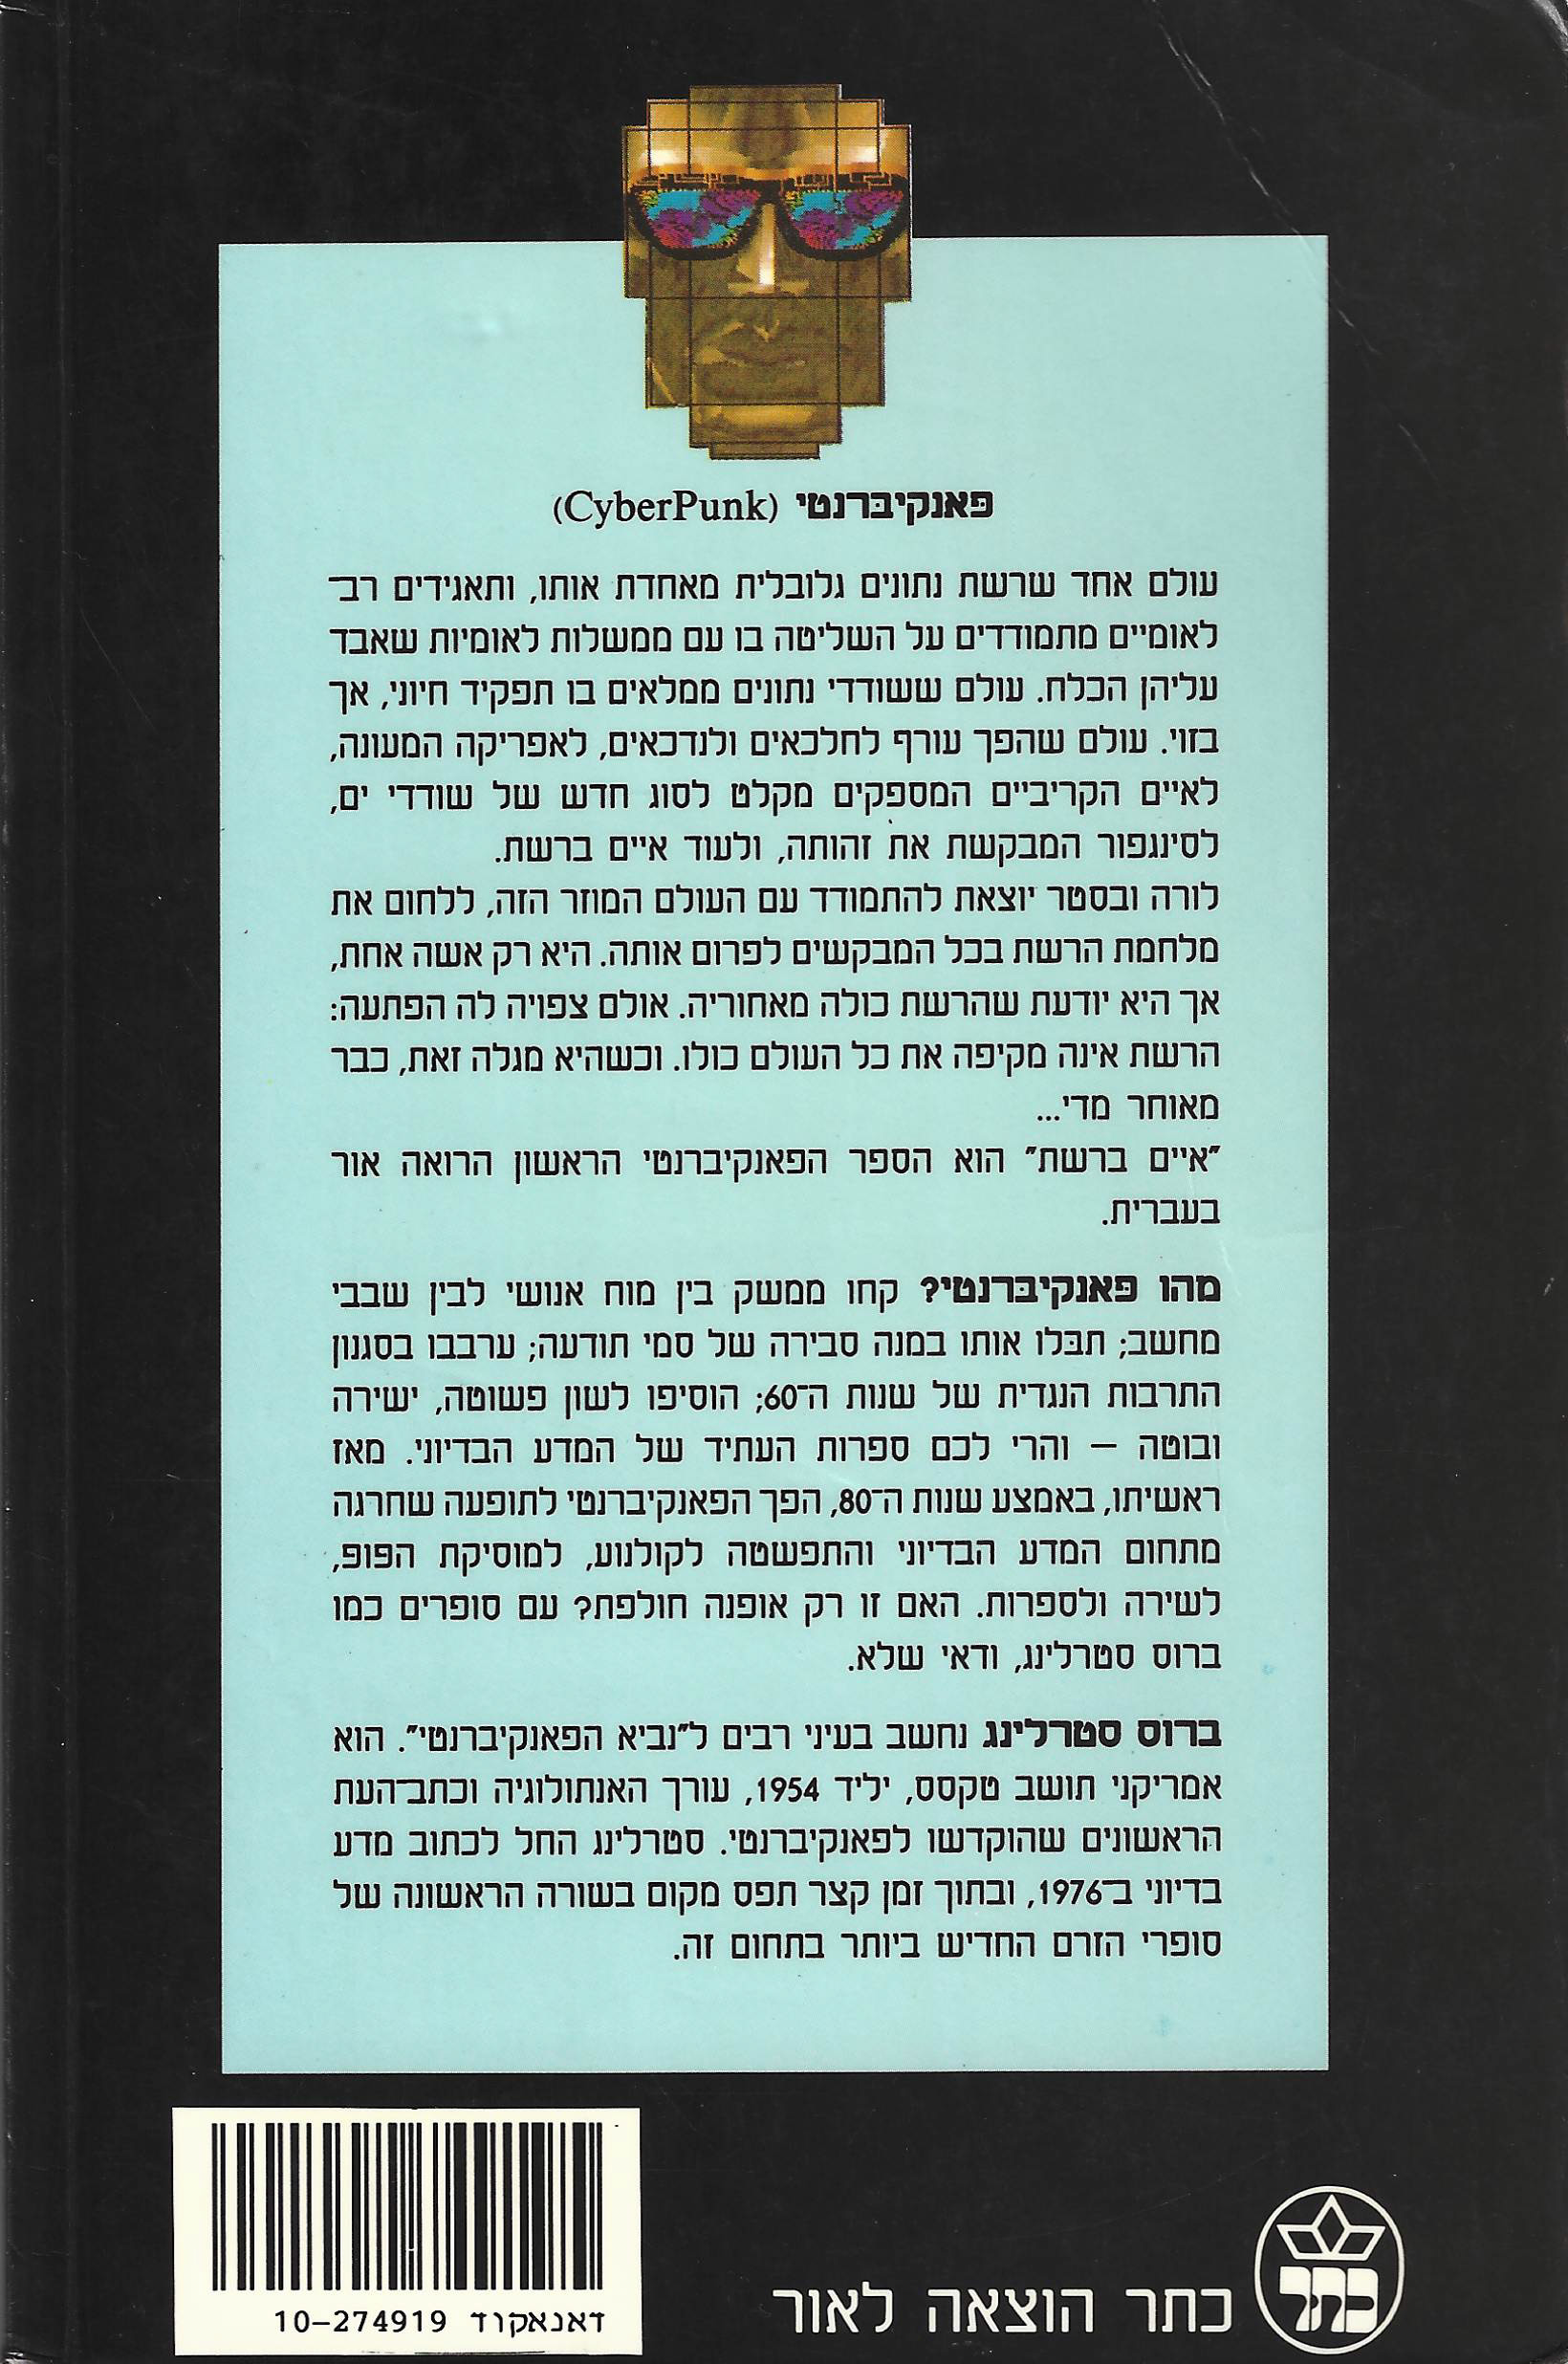 פאנקיברנטי (CyberPunk)
עולם אחד שרשת נתונים גלובלית מאחדת אותו, ותאגידים רב־
לאומיים מתמודדים על השליטה בו עם ממשלות לאומיות שאבד
עליהן הכלח. עולם ששודדי נתונים ממלאים בו תפקיד חיוני, אך
בזוי. עולם שהפך עורף לחלכאים ולנדכאים, לאפריקה המעונה,
לאיים הקריביים המספקים מקלט לסוג חדש של שודדי ים,
לסינגפור המבקשת את זהותה, ולעוד איים ברשת.
לורה ובסטר יוצאת להתמודד עם העולם המוזר הזה, ללחום את
מלחמת הרשת בכל המבקשים לפרום אותה. היא רק אשה אחת,
אך היא יודעת שהרשת כולה מאחוריה. אולם צפויה לה הפתעה:
הרשת אינה מקיפה את כל העולם כולו. וכשהיא מגלה זאת, כבר
מאוחר מדי...
"איים ברשת" הוא הספר הפאנקיברנטי הראשון הרואה אור
בעברית.
מהו פאנקיברנטי? קחו ממשק בין מוח אנושי לבין שבבי
מחשב; תבלו אותו במנה סבירה של סמי תודעה; ערבבו בסגנון
התרבות הנגדית של שנות ה־60; הוסיפו לשון פשוטה, ישירה
ובוטה – והרי לכם ספרות העתיד של המדע הבדיוני. מאז
ראשיתו, באמצע שנות ה־80, הפך הפאנקיברנטי לתופעה שחרגה
מתחום המדע הבדיוני והתפשטה לקולנוע, למוסיקת הפופ,
לשירה ולספרות. האם זו רק אופנה חולפת? עם סופרים כמו
ברוס סטרלינג, ודאי שלא.
ברוס סטרלינג נחשב בעיני רבים ל"נביא הפאנקיברנטי". הוא
אמריקני תושב טקסס, יליד 1954, עורך האנתולוגיה וכתב־העת
הראשונים שהוקדשו לפאנקיברנטי. סטרלינג החל לכתוב מדע
בדיוני ב־1976, ובתוך זמן קצר תפס מקום בשורה הראשונה של
סופרי הזרם החדיש ביותר בתחום זה.
דאנאקוד 10-274919
כתר הוצאה לאור
כתר